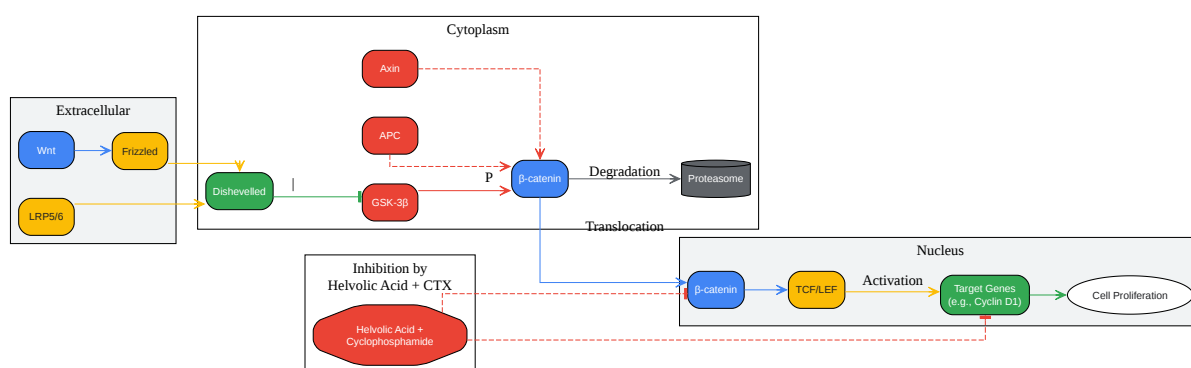 Extracellular
Wnt
Frizzled
LRP5/6
Cytoplasm
Axin
APC
Dishevelled
|
GSK-3β
P
β-catenin
Degradation
Proteasome
Translocation
Inhibition by
Helvolic Acid + CTX
Helvolic Acid +
Cyclophosphamide
Nucleus
β-catenin
TCF/LEF
Activation
Target Genes
(e.g., Cyclin D1)
Cell Proliferation